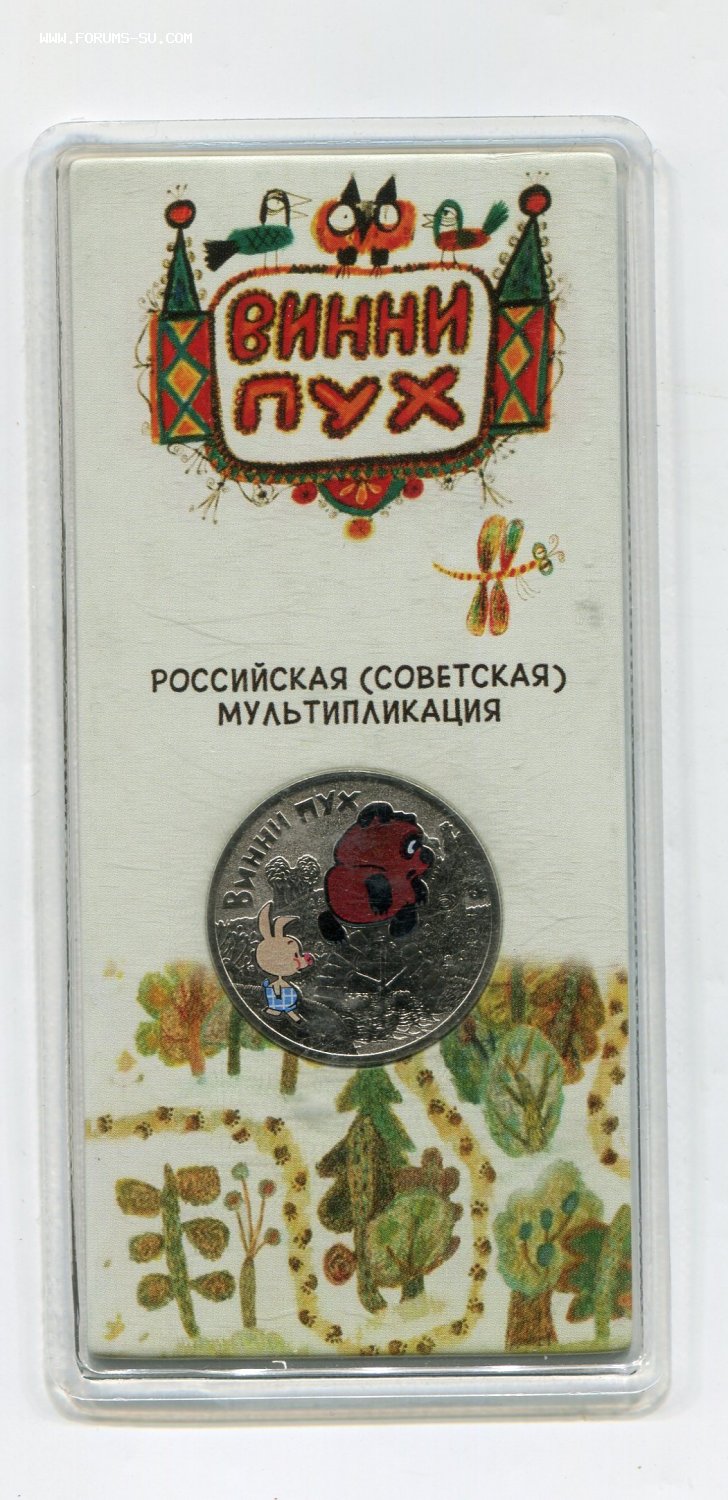 WWW.FORUMS-SU.COM
ВИННИ
ПУХ
РОССИЙСКАЯ (СОВЕТСКАЯ)
МУЛЬТИПЛИКАЦИЯ
ВИННИ ПУХ